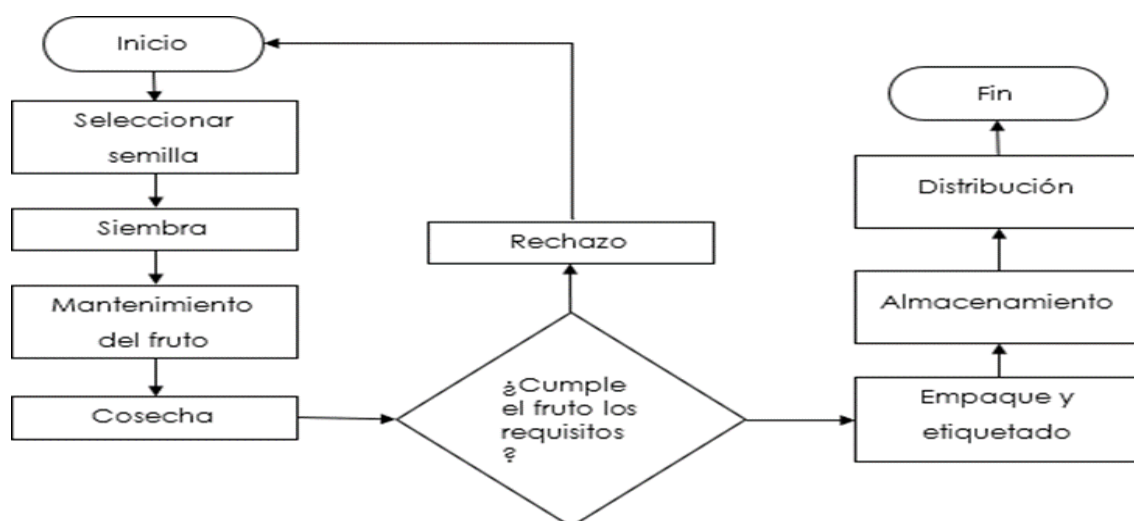 Inicio
Seleccionar
semilla
Siembra
Mantenimiento
del fruto
Cosecha
Rechazo
¿Cumple
el fruto los
requisitos
?
Fin
Distribución
Almacenamiento
Empaque y
etiquetado